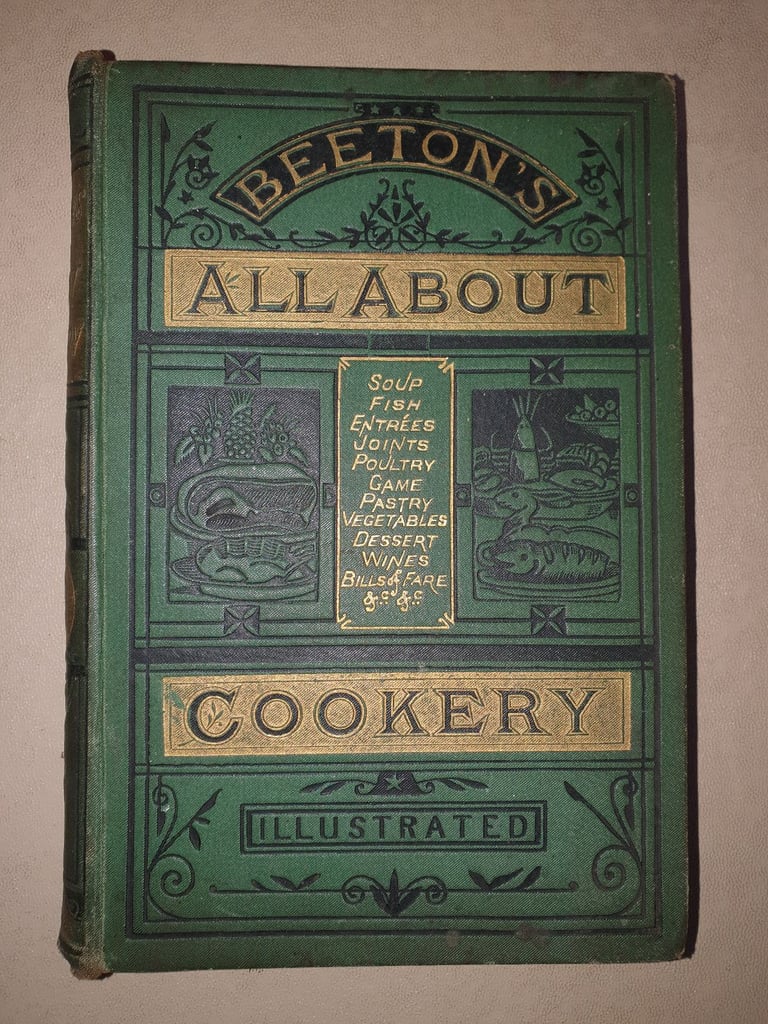 BEETON'S
ALL ABOUT
SOUP
FISH
ENTRÉES
JOINTS
POULTRY
GAME
PASTRY
VEGETABLES
DESSERT
WINES
BILLS of FARE
&c. &c.
COOKERY
ILLUSTRATED